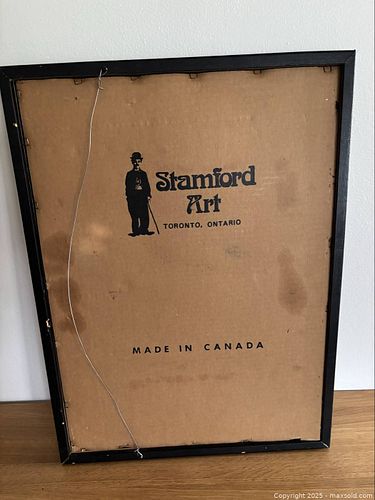 Stamford
Art
TORONTO, ONTARIO
MADE IN CANADA
Copyright 2025 - maxsold.com